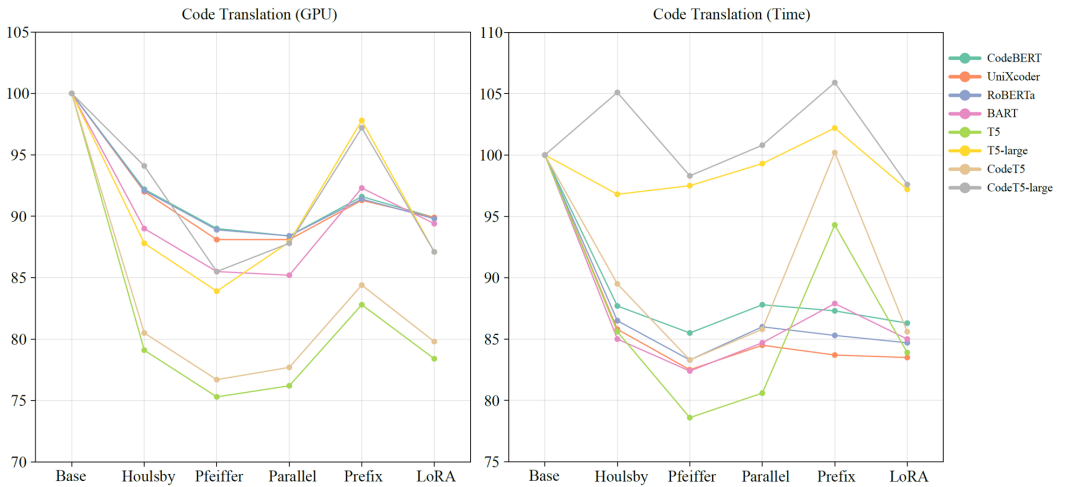 Code Translation (GPU)
105
100
95
90
85
80
75
70
Base Houlsby Pfeiffer Parallel Prefix LoRA
Code Translation (Time)
110
105
100
95
90
85
80
75
Base Houlsby Pfeiffer Parallel Prefix LoRA
CodeBERT
UniXcoder
RoBERTa
BART
T5
T5-large
CodeT5
CodeT5-large